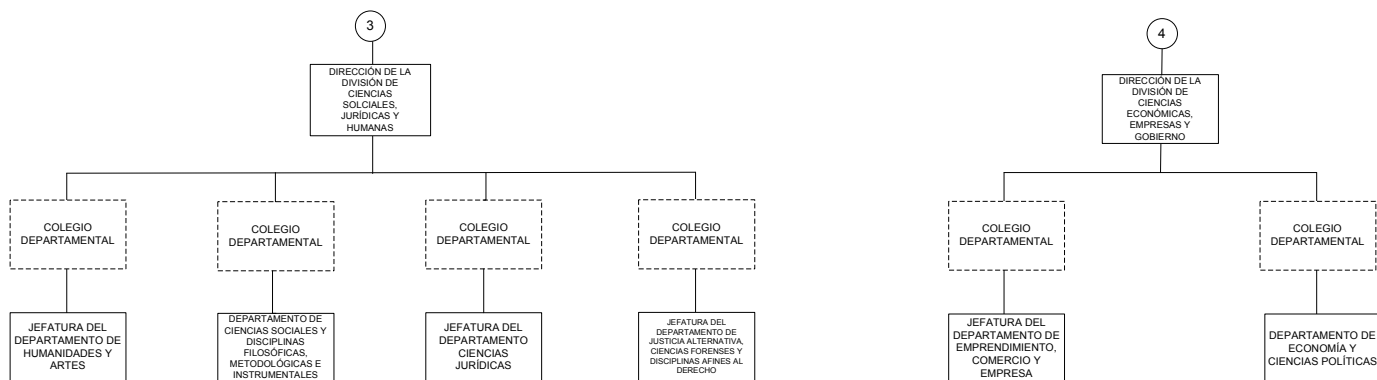 3
DIRECCIÓN DE LA
DIVISIÓN DE
CIENCIAS
SOLCIALES,
JURÍDICAS Y
HUMANAS
COLEGIO
DEPARTAMENTAL
COLEGIO
DEPARTAMENTAL
COLEGIO
DEPARTAMENTAL
COLEGIO
DEPARTAMENTAL
JEFATURA DEL
DEPARTAMENTO DE
HUMANIDADES Y
ARTES
DEPARTAMENTO DE
CIENCIAS SOCIALES Y
DISCIPLINAS
FILOSÓFICAS,
METODOLÓGICAS E
INSTRUMENTALES
JEFATURA DEL
DEPARTAMENTO
CIENCIAS
JURÍDICAS
JEFATURA DEL
DEPARTAMENTO DE
JUSTICIA ALTERNATIVA,
CIENCIAS FORENSES Y
DISCIPLINAS AFINES AL
DERECHO
4
DIRECCIÓN DE LA
DIVISIÓN DE
CIENCIAS
ECONÓMICAS,
EMPRESAS Y
GOBIERNO
COLEGIO
DEPARTAMENTAL
COLEGIO
DEPARTAMENTAL
JEFATURA DEL
DEPARTAMENTO DE
EMPRENDIMIENTO,
COMERCIO Y
EMPRESA
DEPARTAMENTO DE
ECONOMÍA Y
CIENCIAS POLÍTICAS